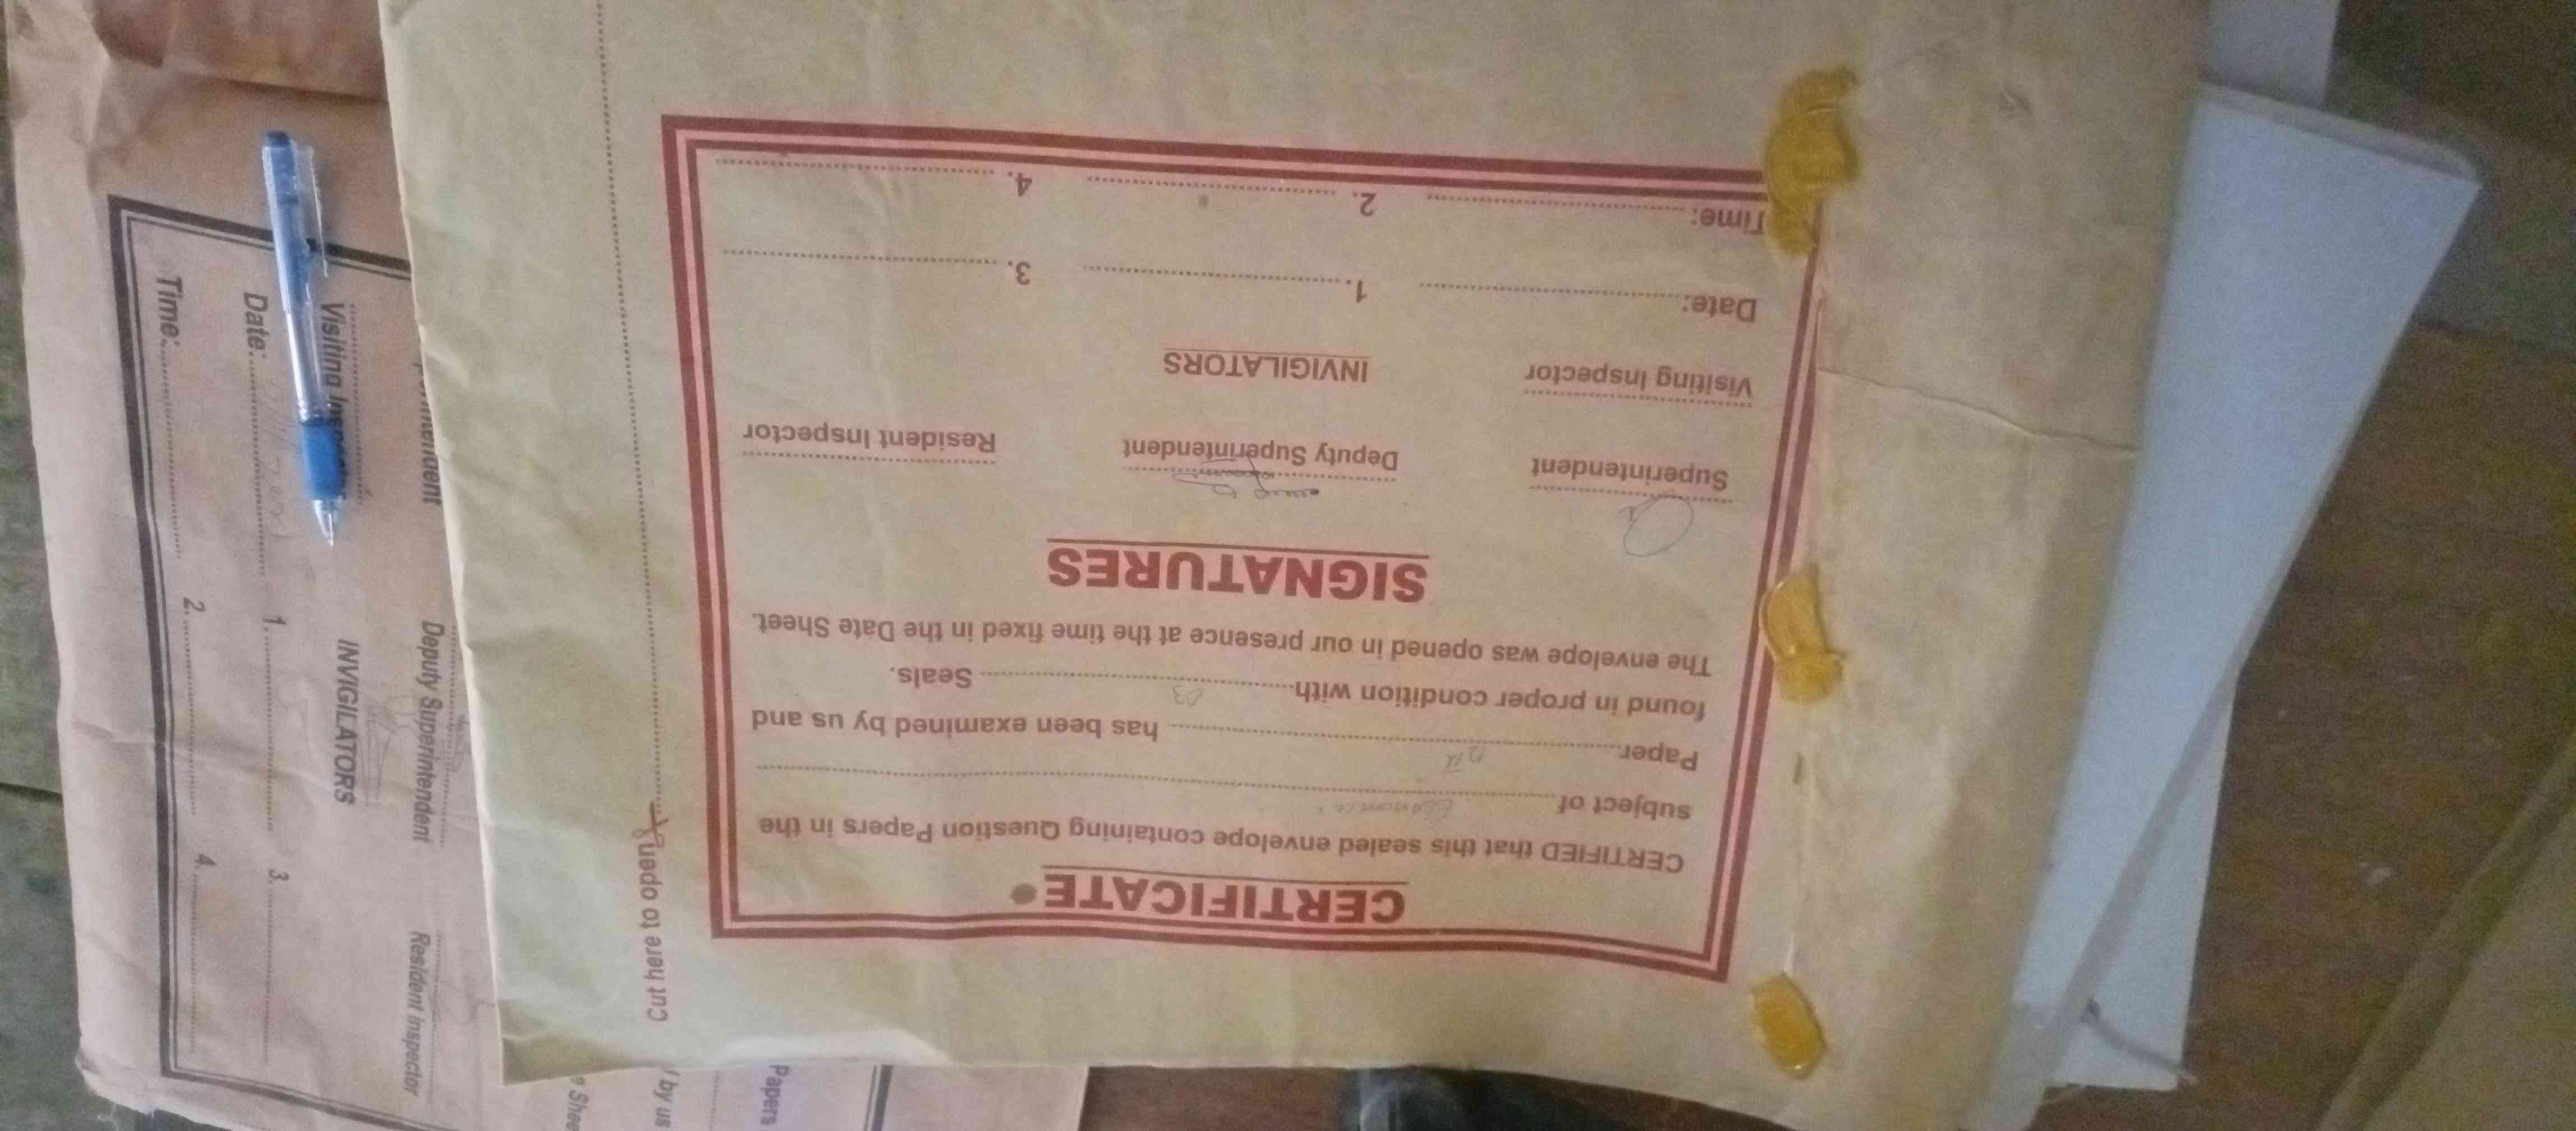 CERTIFICATE
CERTIFIED that this sealed envelope containing Question Papers in the
subject of Economic
Paper has been examined by us and
found in proper condition with 03 Seals.
The envelope was opened in our presence at the time fixed in the Date Sheet.
SIGNATURES
Superintendent Deputy Superintendent Resident Inspector
Visiting Inspector INVIGILATORS
Date: 1. 3.
Time: 2. 4.
Cut here to open
Papers
by us
Deputy Superintendent Resident Inspector
INVIGILATORS
Date: 1. 3.
Time: 2. 4.